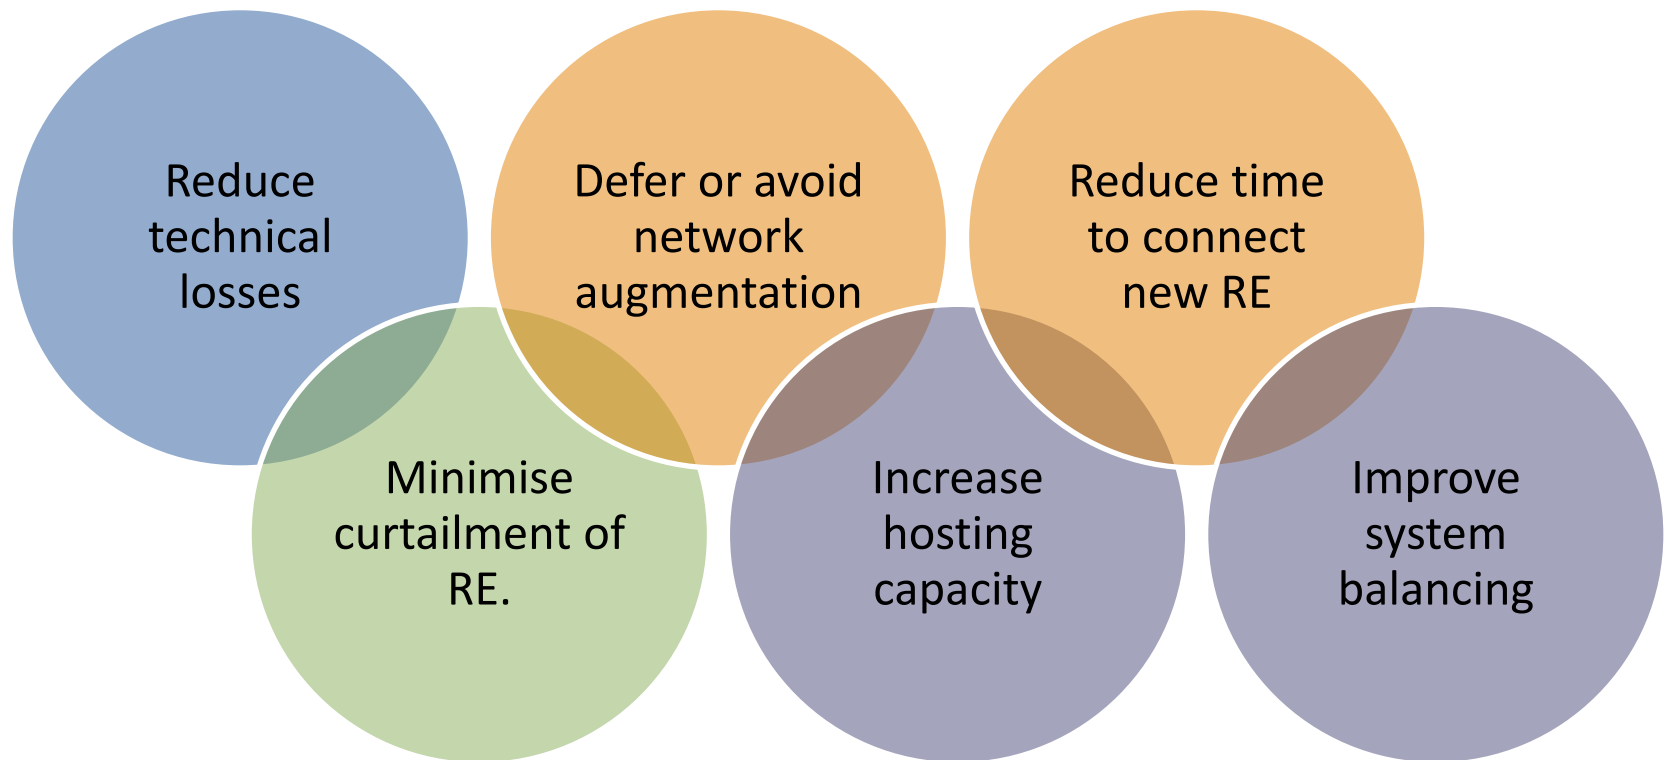 Reduce
technical
losses
Defer or avoid
network
augmentation
Reduce time
to connect
new RE
Minimise
curtailment of
RE.
Increase
hosting
capacity
Improve
system
balancing